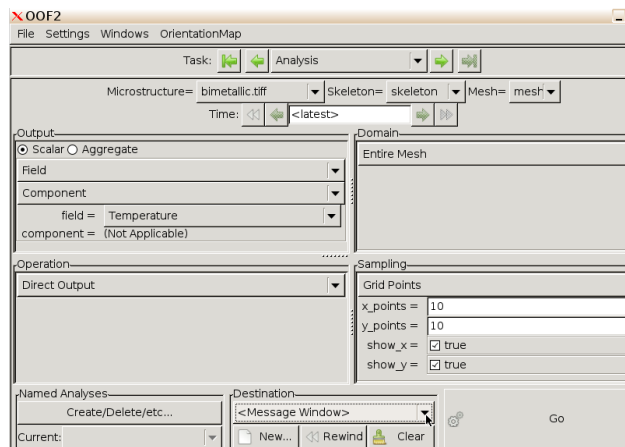 OOF2
File Settings Windows OrientationMap
Task: Analysis
Microstructure= bimetallic.tiff Skeleton= skeleton Mesh= mesh
Time: <latest>
Output
Scalar Aggregate
Field
Component
field = Temperature
component = (Not Applicable)
Domain
Entire Mesh
Operation
Direct Output
Sampling
Grid Points
x_points = 10
y_points = 10
show_x = true
show_y = true
Named Analyses
Create/Delete/etc...
Current:
Destination
<Message Window>
New... Rewind Clear
Go